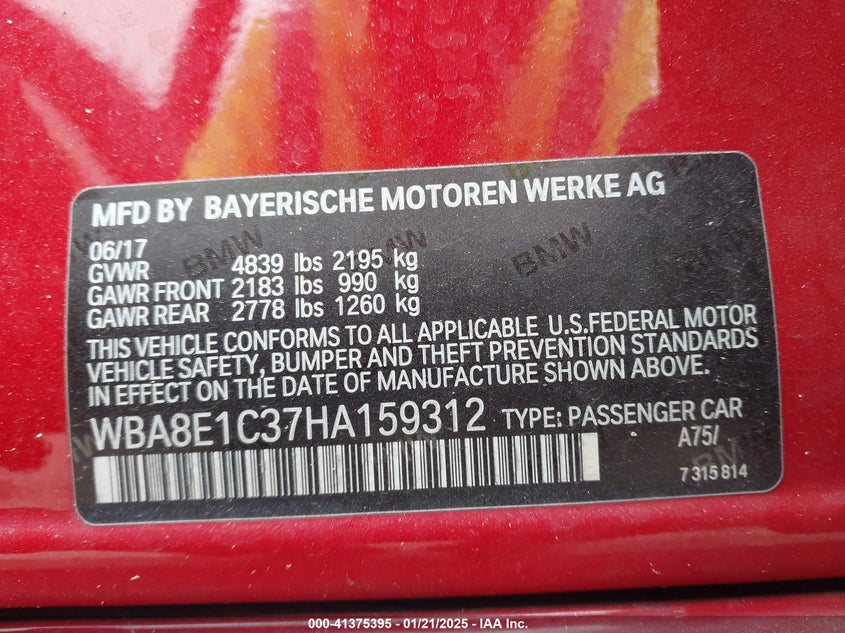 MFD BY BAYERISCHE MOTOREN WERKE AG
06/17
GVWR 4839 lbs 2195 kg
GAWR FRONT 2183 lbs 990 kg
GAWR REAR 2778 lbs 1260 kg
THIS VEHICLE CONFORMS TO ALL APPLICABLE U.S.FEDERAL MOTOR
VEHICLE SAFETY, BUMPER AND THEFT PREVENTION STANDARDS
IN EFFECT ON THE DATE OF MANUFACTURE SHOWN ABOVE.
WBA8E1C37HA159312 TYPE: PASSENGER CAR
A75/
7 315 814
BMW
BMW
BMW
000-41375395 - 01/21/2025 - IAA Inc.